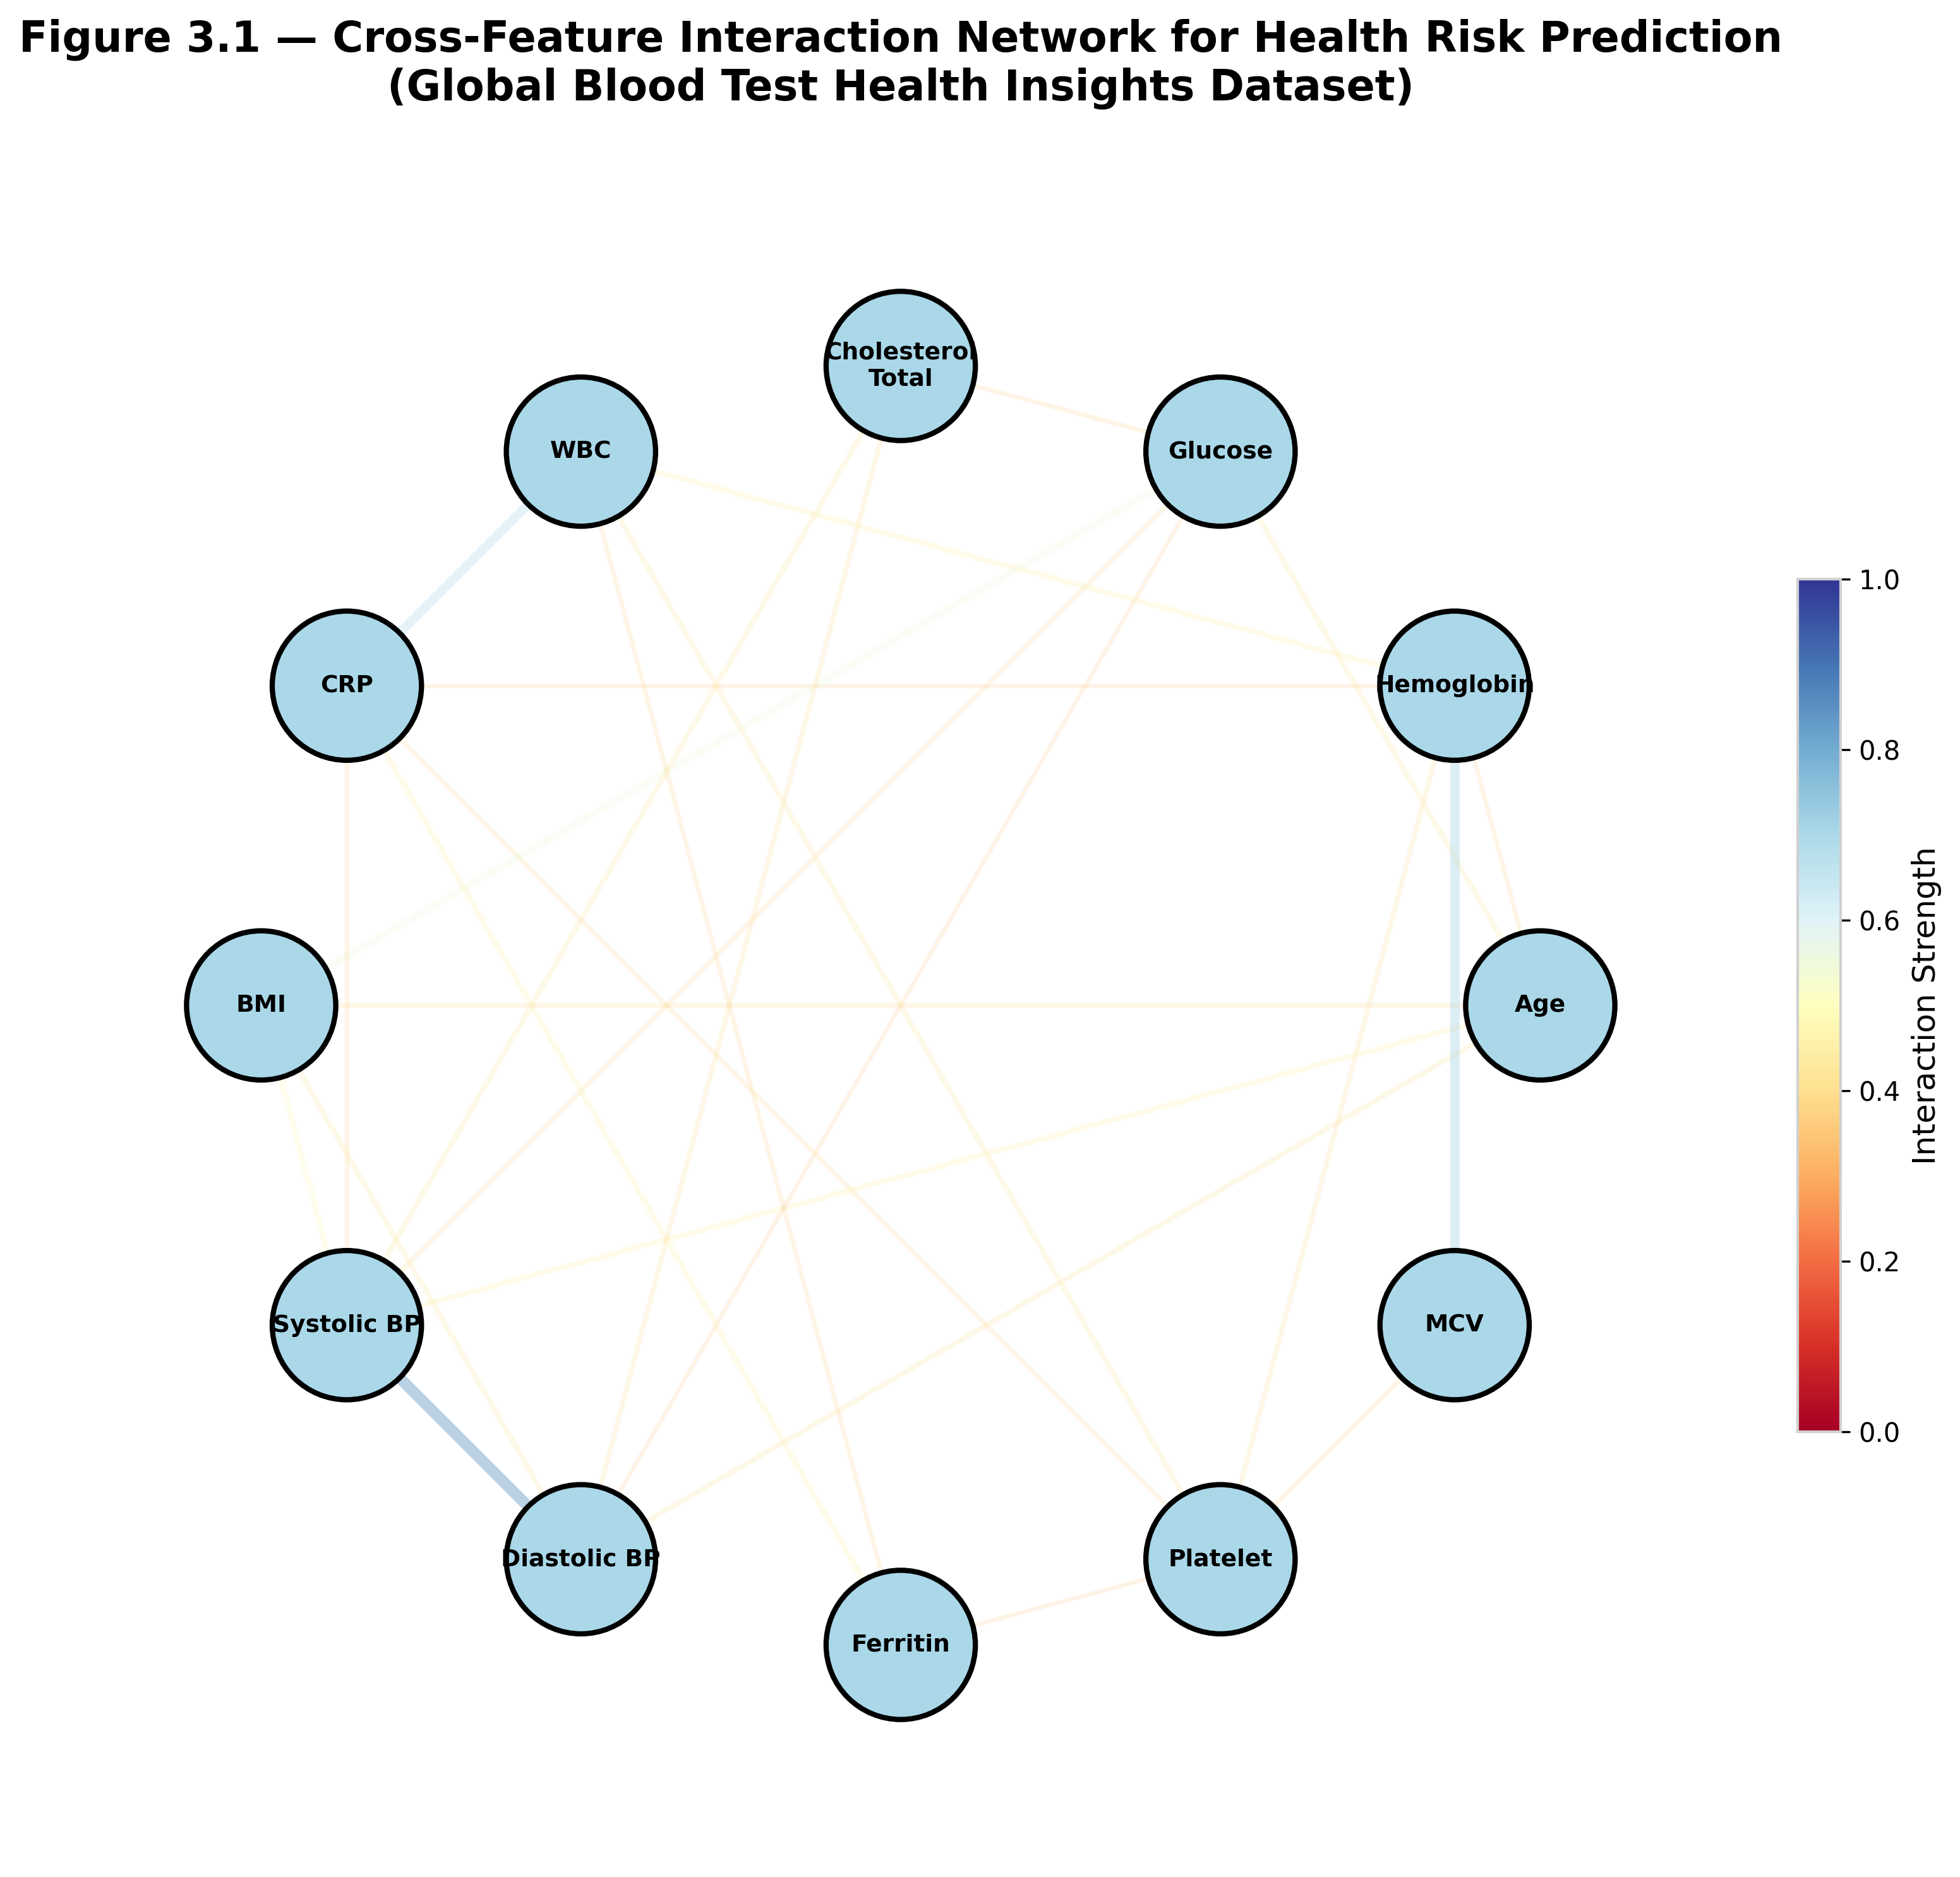 Figure 3.1 — Cross-Feature Interaction Network for Health Risk Prediction
(Global Blood Test Health Insights Dataset)
Cholesterol
Total
WBC
Glucose
CRP
Hemoglobin
BMI
Age
Systolic BP
MCV
Diastolic BP
Platelet
Ferritin
1.0
0.8
0.6
0.4
0.2
0.0
Interaction Strength